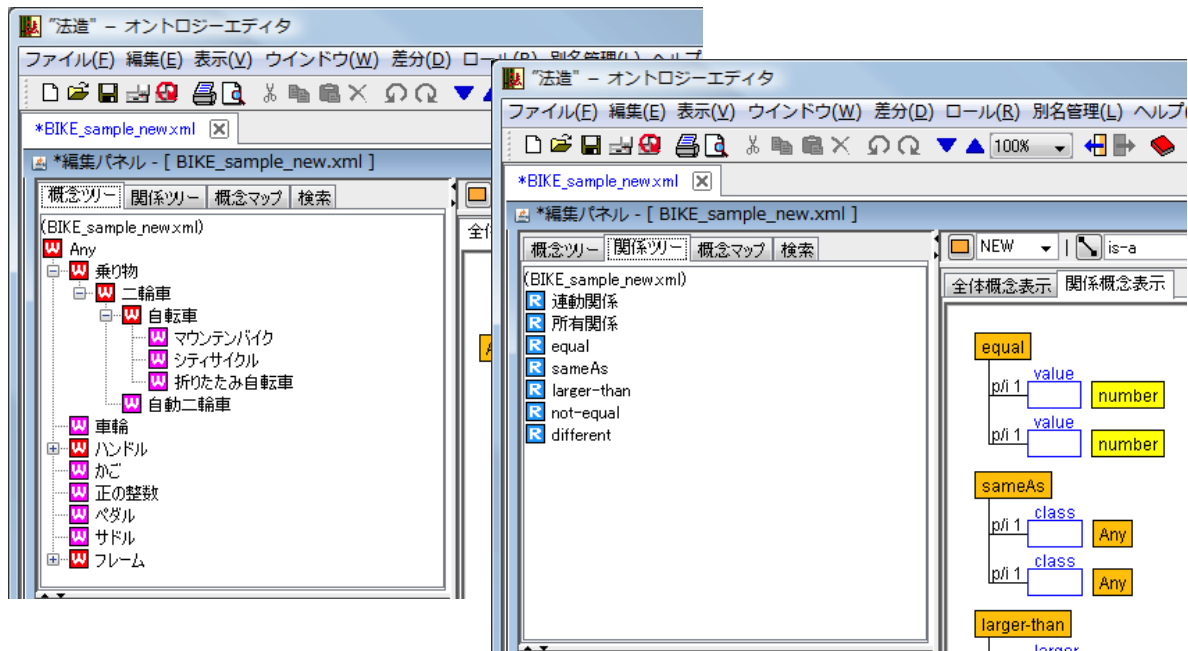 "法造" - オントロジーエディタ
ファイル(F) 編集(E) 表示(V) ウインドウ(W) 差分(D)
*BIKE_sample_new.xml
*編集パネル - [ BIKE_sample_new.xml ]
概念ツリー 関係ツリー 概念マップ 検索
(BIKE_sample_new.xml)
W Any
W 乗り物
W 二輪車
W 自転車
W マウンテンバイク
W シティサイクル
W 折りたたみ自転車
W 自動二輪車
W 車輪
W ハンドル
W かご
W 正の整数
W ペダル
W サドル
W フレーム
"法造" - オントロジーエディタ
ファイル(F) 編集(E) 表示(V) ウインドウ(W) 差分(D) ロール(R) 別名管理(L) ヘルプ(
100%
*BIKE_sample_new.xml
*編集パネル - [ BIKE_sample_new.xml ]
概念ツリー 関係ツリー 概念マップ 検索
(BIKE_sample_new.xml)
R 連動関係
R 所有関係
R equal
R sameAs
R larger-than
R not-equal
R different
NEW is-a
全体概念表示 関係概念表示
equal
value
p/i 1 number
value
p/i 1 number
sameAs
class
p/i 1 Any
class
p/i 1 Any
larger-than
larger